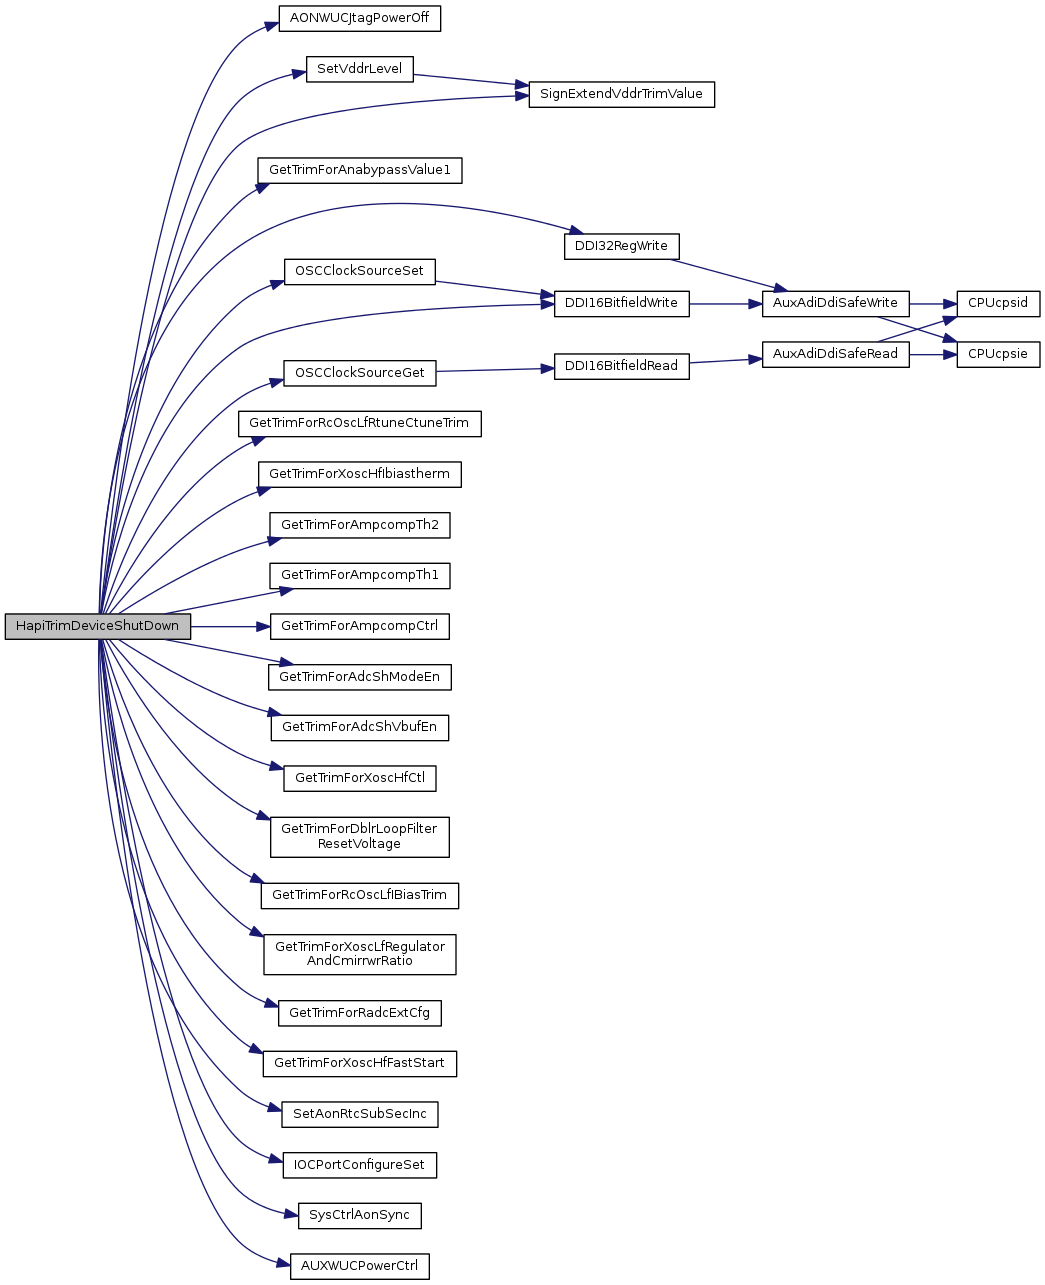 AONWUCJtagPowerOff
SetVddrLevel
SignExtendVddrTrimValue
GetTrimForAnabypassValue1
DDI32RegWrite
OSCClockSourceSet
DDI16BitfieldWrite
AuxAdiDdiSafeWrite
CPUcpsid
OSCClockSourceGet
DDI16BitfieldRead
AuxAdiDdiSafeRead
CPUcpsie
GetTrimForRcOscLfRtuneCtuneTrim
GetTrimForXoscHfIbiastherm
GetTrimForAmpcompTh2
GetTrimForAmpcompTh1
HapiTrimDeviceShutDown
GetTrimForAmpcompCtrl
GetTrimForAdcShModeEn
GetTrimForAdcShVbufEn
GetTrimForXoscHfCtl
GetTrimForDblrLoopFilter
ResetVoltage
GetTrimForRcOscLfIBiasTrim
GetTrimForXoscLfRegulator
AndCmirrwrRatio
GetTrimForRadcExtCfg
GetTrimForXoscHfFastStart
SetAonRtcSubSecInc
IOCPortConfigureSet
SysCtrlAonSync
AUXWUCPowerCtrl